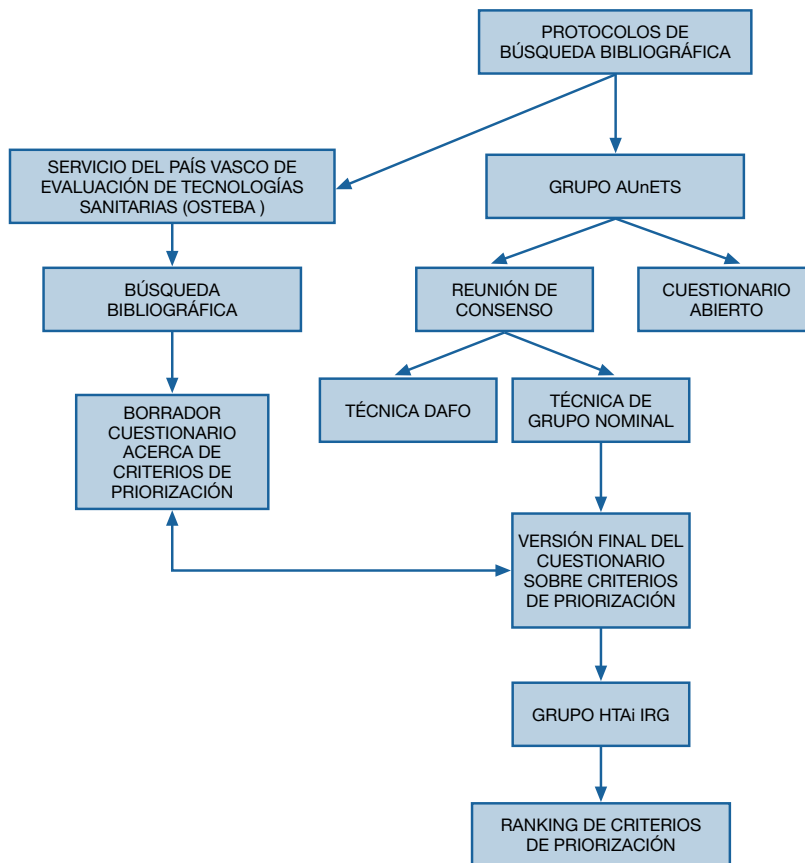 PROTOCOLOS DE
BÚSQUEDA BIBLIOGRÁFICA
SERVICIO DEL PAÍS VASCO DE
EVALUACIÓN DE TECNOLOGÍAS
SANITARIAS (OSTEBA )
GRUPO AUnETS
BÚSQUEDA
BIBLIOGRÁFICA
REUNIÓN DE
CONSENSO
CUESTIONARIO
ABIERTO
BORRADOR
CUESTIONARIO
ACERCA DE
CRITERIOS DE
PRIORIZACIÓN
TÉCNICA DAFO
TÉCNICA DE
GRUPO NOMINAL
VERSIÓN FINAL DEL
CUESTIONARIO
SOBRE CRITERIOS
DE PRIORIZACIÓN
GRUPO HTAi IRG
RANKING DE CRITERIOS
DE PRIORIZACIÓN